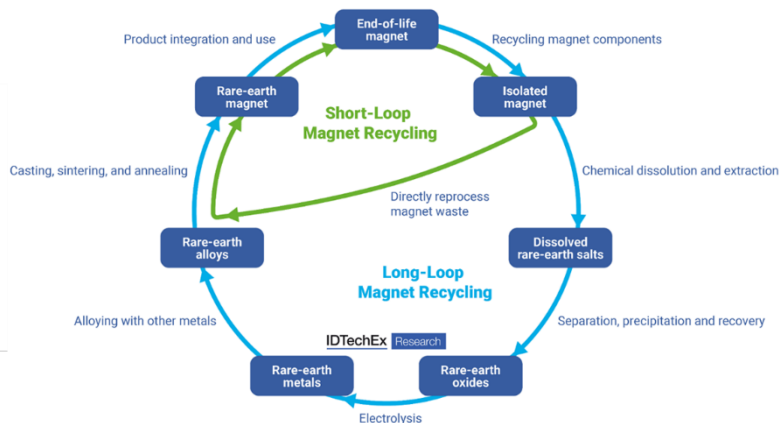 End-of-life
magnet
Product integration and use
Recycling magnet components
Rare-earth
magnet
Isolated
magnet
Short-Loop
Magnet Recycling
Casting, sintering, and annealing
Chemical dissolution and extraction
Directly reprocess
magnet waste
Rare-earth
alloys
Dissolved
rare-earth salts
Long-Loop
Magnet Recycling
Alloying with other metals
Separation, precipitation and recovery
IDTechEx Research
Rare-earth
metals
Rare-earth
oxides
Electrolysis